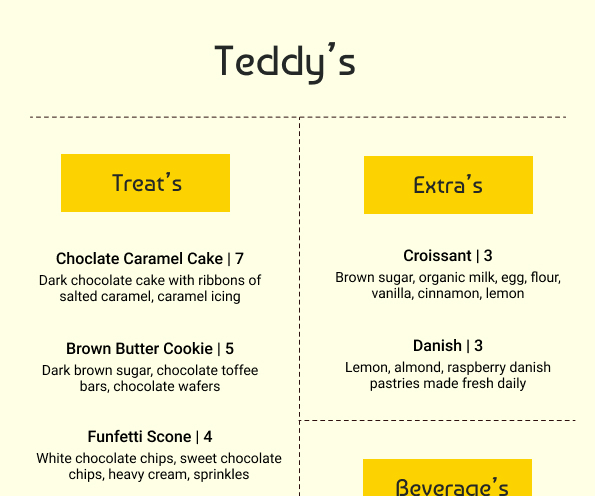 Teddy’s
Treat’s
Choclate Caramel Cake | 7
Dark chocolate cake with ribbons of
salted caramel, caramel icing
Brown Butter Cookie | 5
Dark brown sugar, chocolate toffee
bars, chocolate wafers
Funfetti Scone | 4
White chocolate chips, sweet chocolate
chips, heavy cream, sprinkles
Extra’s
Croissant | 3
Brown sugar, organic milk, egg, flour,
vanilla, cinnamon, lemon
Danish | 3
Lemon, almond, raspberry danish
pastries made fresh daily
Beverage’s